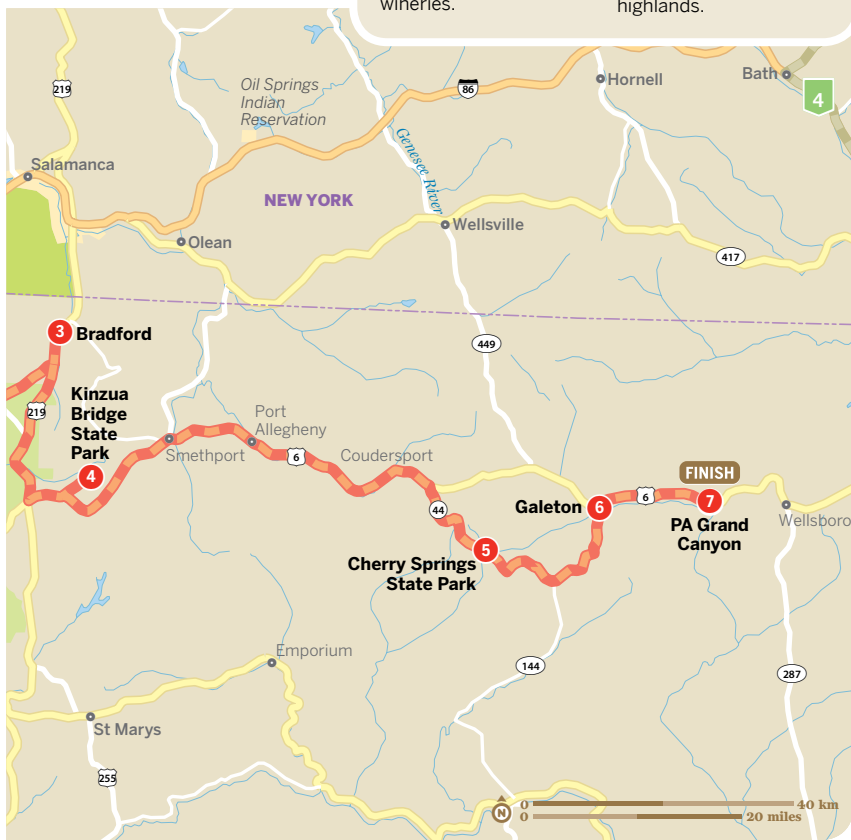 wineries.
highlands.
219
Oil Springs
Indian
Reservation
86
Hornell
Bath
4
Salamanca
Genesee River
NEW YORK
Wellsville
Olean
417
3 Bradford
449
Kinzua
Bridge
State
Park
219
4
Port
Allegheny
Smethport
6
Coudersport
FINISH
44
Galeton 6
6
7
PA Grand
Canyon
Wellsboro
5
Cherry Springs
State Park
Emporium
144
287
St Marys
255
N
0 40 km
0 20 miles